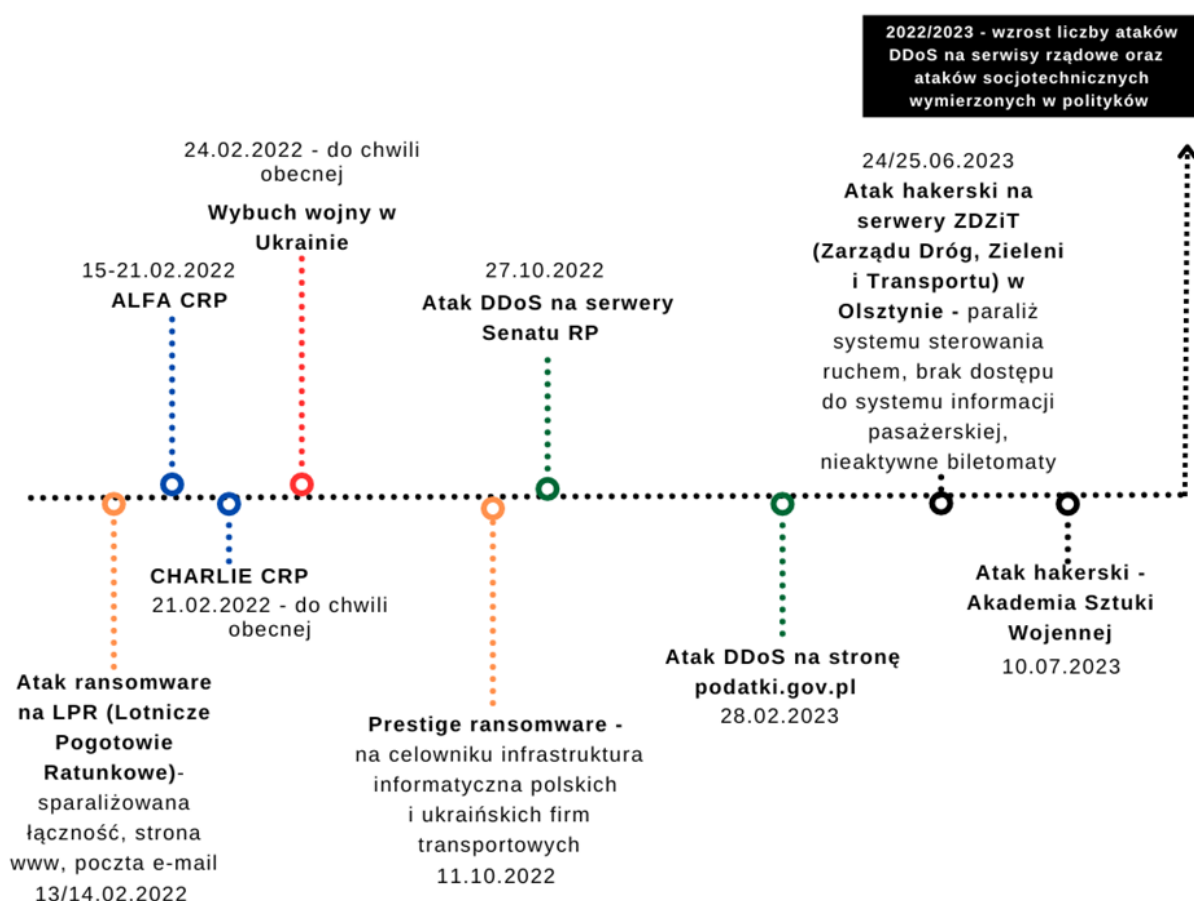 2022/2023 - wzrost liczby ataków
DDoS na serwisy rządowe oraz
ataków socjotechnicznych
wymierzonych w polityków
24.02.2022 - do chwili
obecnej
Wybuch wojny w
Ukrainie
15-21.02.2022
ALFA CRP
27.10.2022
Atak DDoS na serwery
Senatu RP
24/25.06.2023
Atak hakerski na
serwery ZDZiT
(Zarządu Dróg, Zieleni
i Transportu) w
Olsztynie - paraliż
systemu sterowania
ruchem, brak dostępu
do systemu informacji
pasażerskiej,
nieaktywne biletomaty
CHARLIE CRP
21.02.2022 - do chwili
obecnej
Atak ransomware
na LPR (Lotnicze
Pogotowie
Ratunkowe)-
sparaliżowana
łączność, strona
www, poczta e-mail
13/14.02.2022
Prestige ransomware -
na celowniku infrastruktura
informatyczna polskich
i ukraińskich firm
transportowych
11.10.2022
Atak DDoS na stronę
podatki.gov.pl
28.02.2023
Atak hakerski -
Akademia Sztuki
Wojennej
10.07.2023